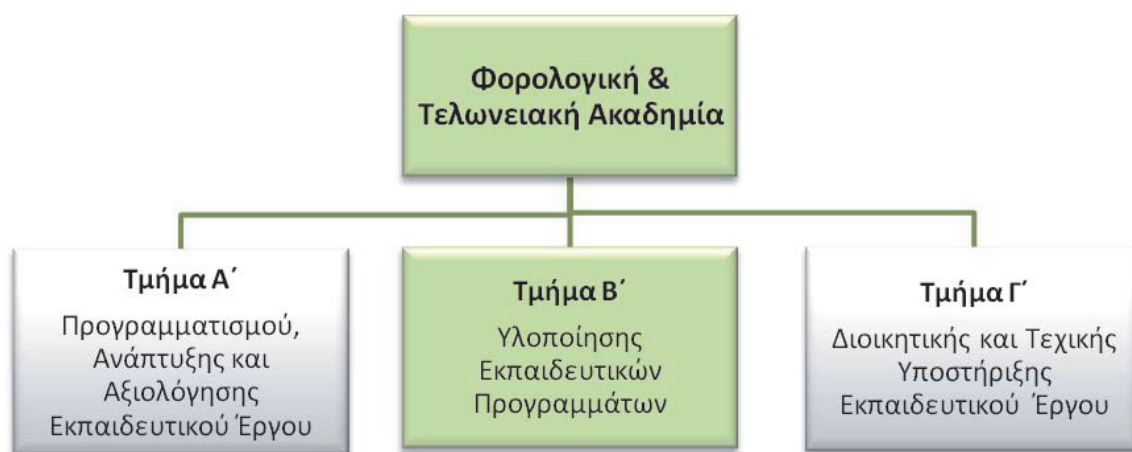 Φορολογική &
Τελωνειακή Ακαδημία
Τμήμα Α΄
Προγραμματισμού,
Ανάπτυξης και
Αξιολόγησης
Εκπαιδευτικού Έργου
Τμήμα Β΄
Υλοποίησης
Εκπαιδευτικών
Προγραμμάτων
Τμήμα Γ΄
Διοικητικής και Τεχικής
Υποστήριξης
Εκπαιδευτικού Έργου